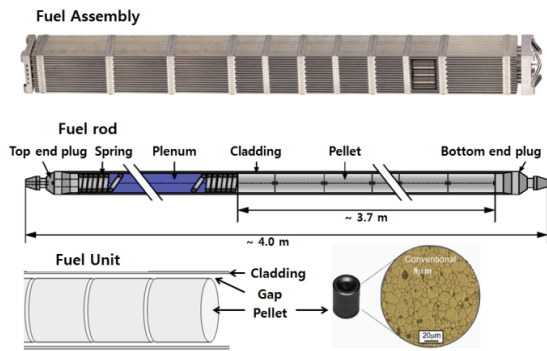 Fuel Assembly
Fuel rod
Top end plug Spring Plenum Cladding Pellet Bottom end plug
~ 3.7 m
~ 4.0 m
Fuel Unit
Cladding
Gap
Pellet
Conventional
8μm
20μm